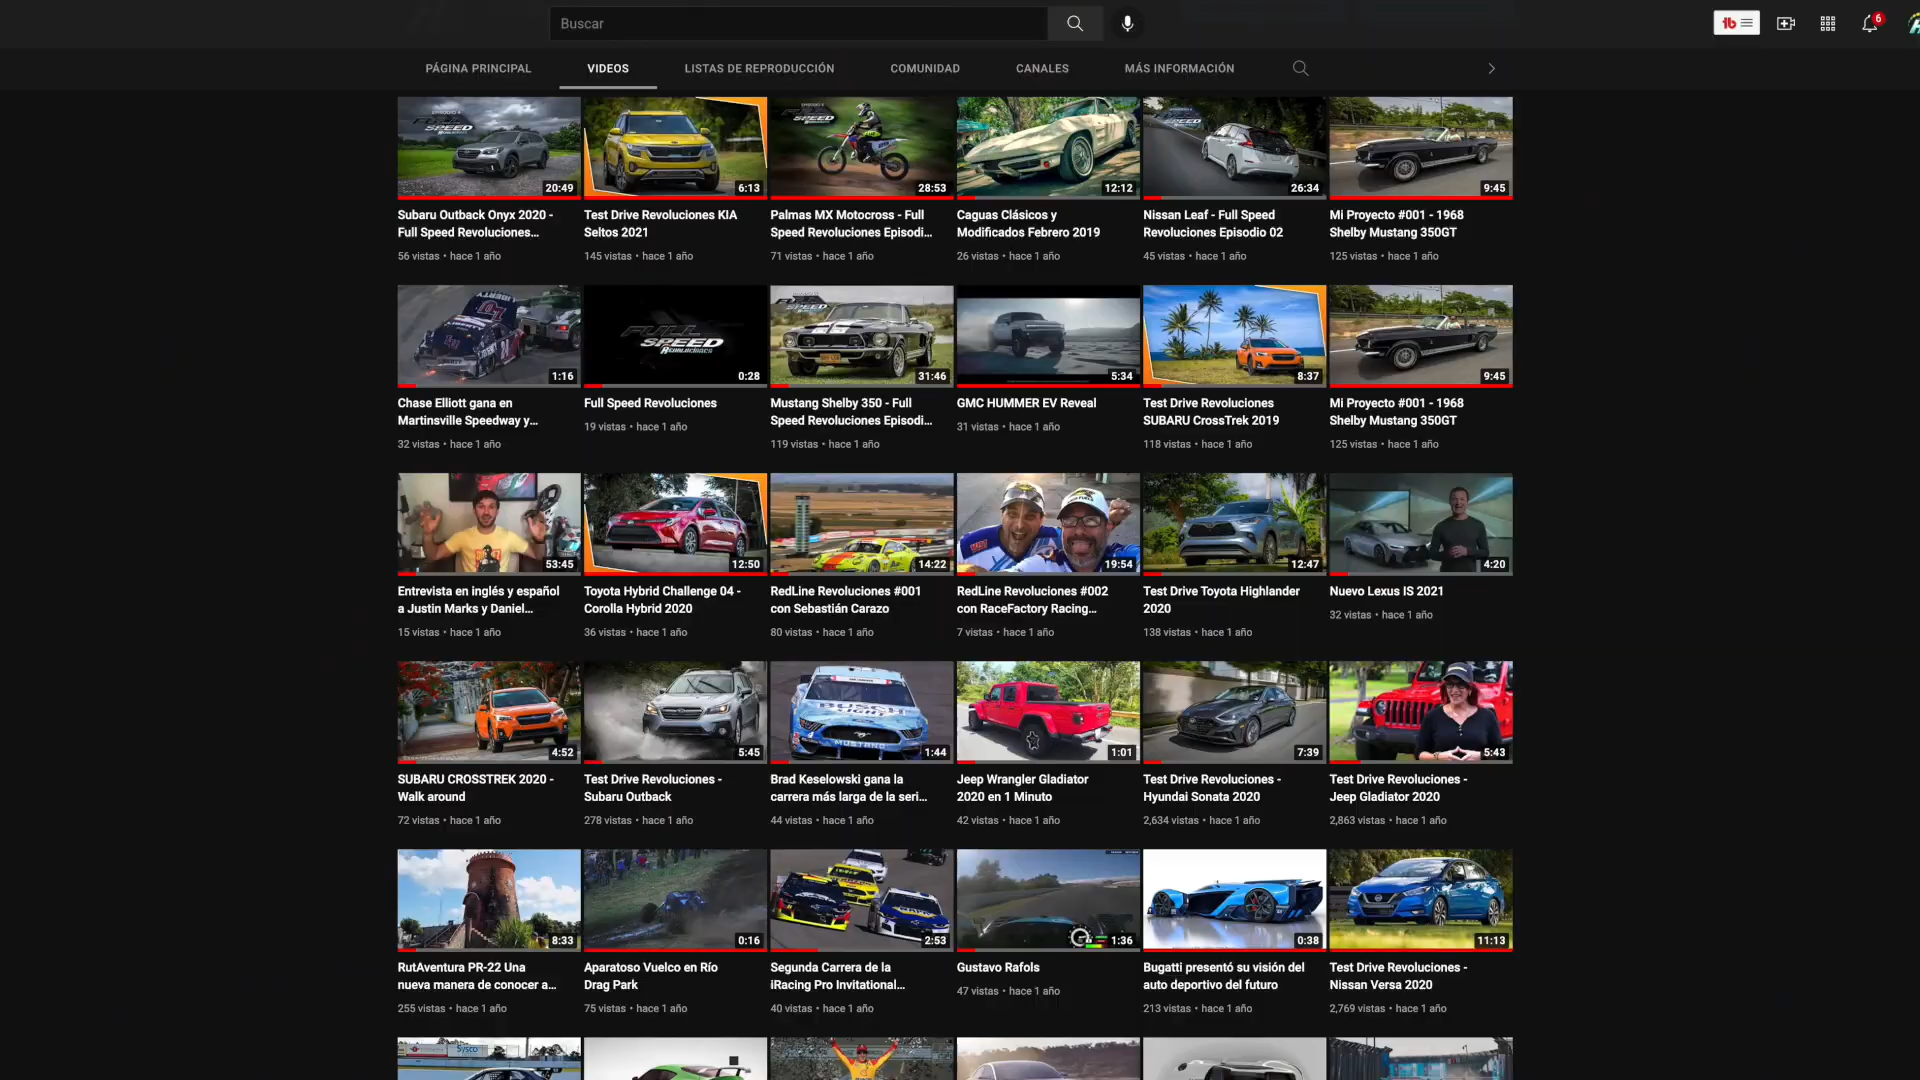 Buscar
6
PÁGINA PRINCIPAL
VIDEOS
LISTAS DE REPRODUCCIÓN
COMUNIDAD
CANALES
MÁS INFORMACIÓN
20:49
6:13
28:53
12:12
26:34
9:45
Subaru Outback Onyx 2020 -
Full Speed Revoluciones...
56 vistas • hace 1 año
Test Drive Revoluciones KIA
Seltos 2021
145 vistas • hace 1 año
Palmas MX Motocross - Full
Speed Revoluciones Episodi...
71 vistas • hace 1 año
Caguas Clásicos y
Modificados Febrero 2019
26 vistas • hace 1 año
Nissan Leaf - Full Speed
Revoluciones Episodio 02
45 vistas • hace 1 año
Mi Proyecto #001 - 1968
Shelby Mustang 350GT
125 vistas • hace 1 año
1:16
FULL
SPEED
Revoluciones
0:28
31:46
5:34
8:37
9:45
Chase Elliott gana en
Martinsville Speedway y...
32 vistas • hace 1 año
Full Speed Revoluciones
19 vistas • hace 1 año
Mustang Shelby 350 - Full
Speed Revoluciones Episodi...
119 vistas • hace 1 año
GMC HUMMER EV Reveal
31 vistas • hace 1 año
Test Drive Revoluciones
SUBARU CrossTrek 2019
118 vistas • hace 1 año
Mi Proyecto #001 - 1968
Shelby Mustang 350GT
125 vistas • hace 1 año
53:45
12:50
14:22
19:54
12:47
4:20
Entrevista en inglés y español
a Justin Marks y Daniel...
15 vistas • hace 1 año
Toyota Hybrid Challenge 04 -
Corolla Hybrid 2020
36 vistas • hace 1 año
RedLine Revoluciones #001
con Sebastián Carazo
80 vistas • hace 1 año
RedLine Revoluciones #002
con RaceFactory Racing...
7 vistas • hace 1 año
Test Drive Toyota Highlander
2020
138 vistas • hace 1 año
Nuevo Lexus IS 2021
32 vistas • hace 1 año
4:52
5:45
BUSCH
LIGHT
MUSTANG
1:44
1:01
7:39
5:43
SUBARU CROSSTREK 2020 -
Walk around
72 vistas • hace 1 año
Test Drive Revoluciones -
Subaru Outback
278 vistas • hace 1 año
Brad Keselowski gana la
carrera más larga de la seri...
44 vistas • hace 1 año
Jeep Wrangler Gladiator
2020 en 1 Minuto
42 vistas • hace 1 año
Test Drive Revoluciones -
Hyundai Sonata 2020
2,634 vistas • hace 1 año
Test Drive Revoluciones -
Jeep Gladiator 2020
2,863 vistas • hace 1 año
8:33
0:16
2:53
1:36
0:38
11:13
RutAventura PR-22 Una
nueva manera de conocer a...
255 vistas • hace 1 año
Aparatoso Vuelco en Río
Drag Park
75 vistas • hace 1 año
Segunda Carrera de la
iRacing Pro Invitational...
40 vistas • hace 1 año
Gustavo Rafols
47 vistas • hace 1 año
Bugatti presentó su visión del
auto deportivo del futuro
213 vistas • hace 1 año
Test Drive Revoluciones -
Nissan Versa 2020
2,769 vistas • hace 1 año
Sysco